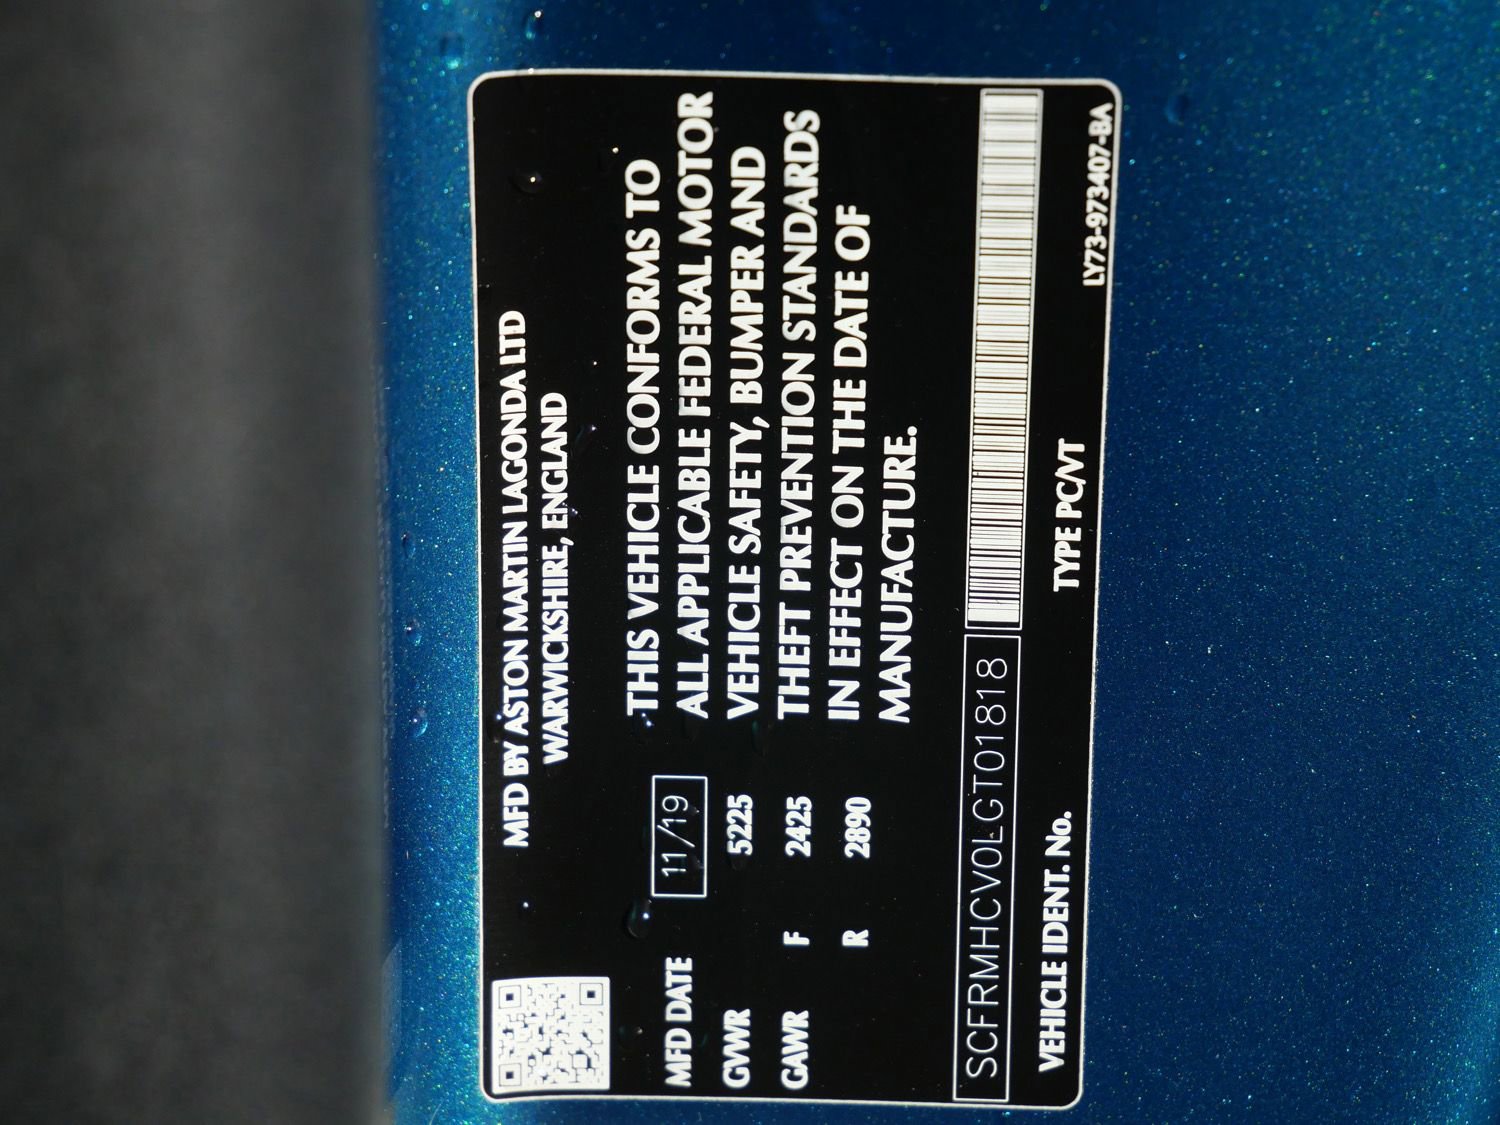 MFD BY ASTON MARTIN LAGONDA LTD
WARWICKSHIRE, ENGLAND
MFD DATE 11/19
GVWR 5225
GAWR F 2425
R 2890
THIS VEHICLE CONFORMS TO
ALL APPLICABLE FEDERAL MOTOR
VEHICLE SAFETY, BUMPER AND
THEFT PREVENTION STANDARDS
IN EFFECT ON THE DATE OF
MANUFACTURE.
SCFRMHCV0LGT01818
VEHICLE IDENT. No. TYPE PC/VT
LY73-973407-BA